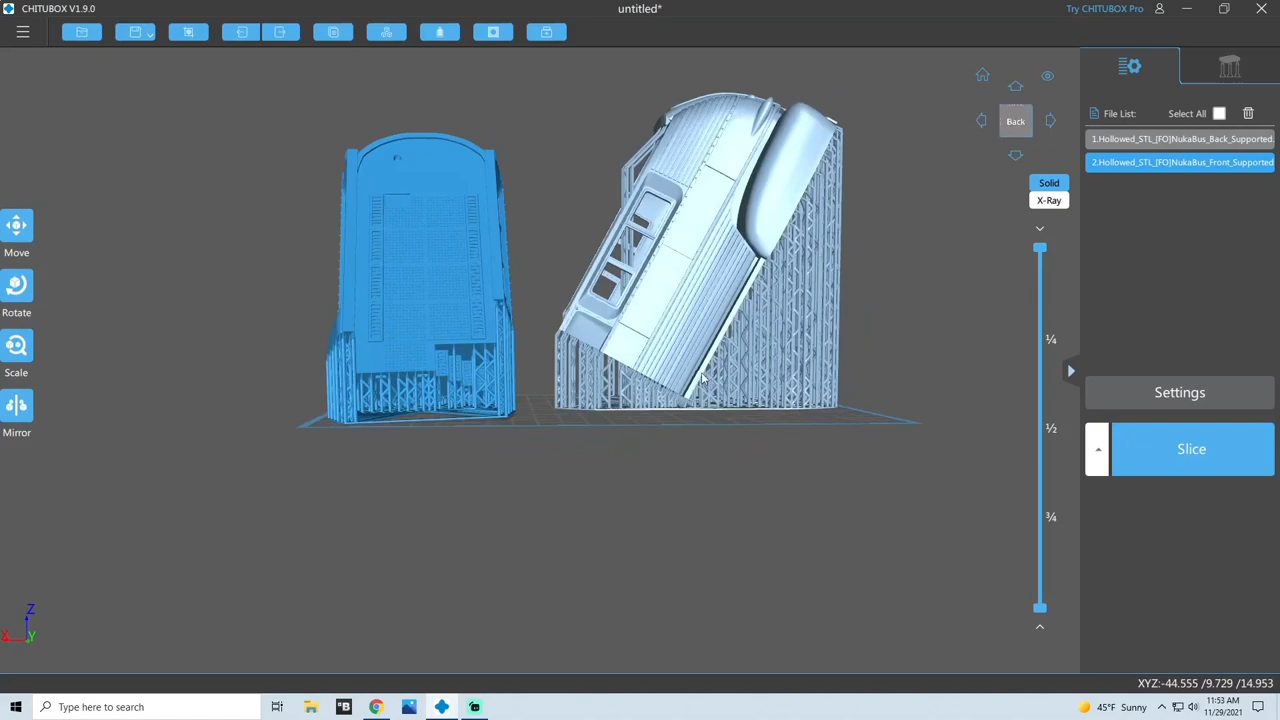 CHITUBOX V1.9.0
untitled*
Try CHITUBOX Pro
Back
File List:
Select All
1.Hollowed_STL_[FO]NukaBus_Back_Supported
2.Hollowed_STL_[FO]NukaBus_Front_Supported
Solid
X-Ray
Move
Rotate
Scale
Mirror
¼
½
¾
Settings
Slice
Z
X
Y
XYZ:-44.555 /9.729 /14.953
Type here to search
B
45°F Sunny
11:53 AM
11/29/2021